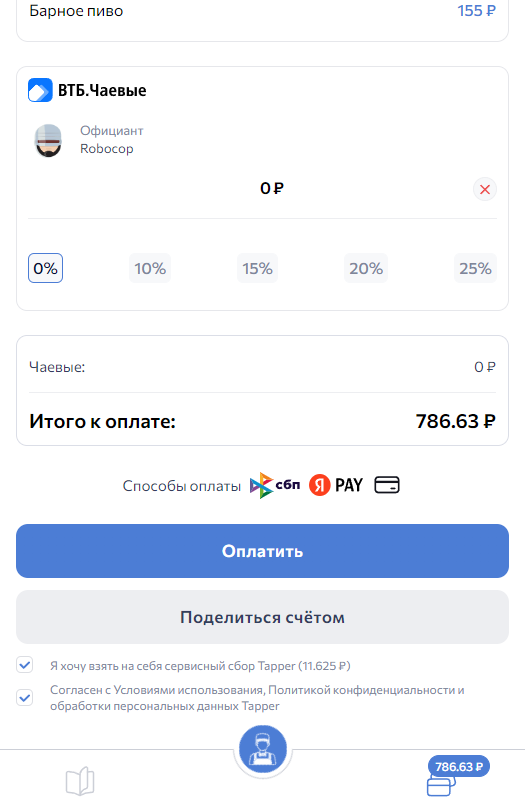 Барное пиво 155 ₽
ВТБ.Чаевые
Официант
Robocop
0 ₽
0% 10% 15% 20% 25%
Чаевые: 0 ₽
Итого к оплате: 786.63 ₽
Способы оплаты сбп Я PAY
Оплатить
Поделиться счётом
Я хочу взять на себя сервисный сбор Tapper (11.625 ₽)
Согласен с Условиями использования, Политикой конфиденциальности и
обработки персональных данных Tapper
786.63 ₽